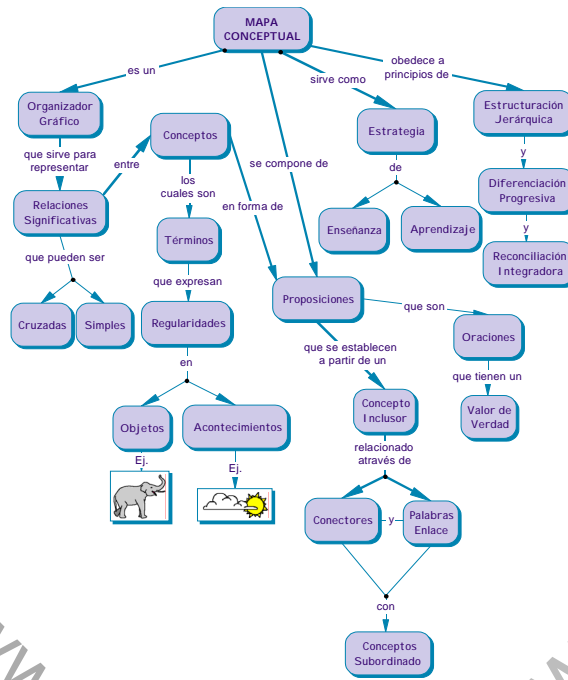 MAPA
CONCEPTUAL
es un
sirve como
obedece a
principios de
Organizador
Gráfico
Conceptos
Estrategia
Estructuración
Jerárquica
que sirve para
representar
entre
los
cuales son
se compone de
de
y
Relaciones
Significativas
en forma de
Diferenciación
Progresiva
Términos
Enseñanza
Aprendizaje
y
que pueden ser
que expresan
Reconciliación
Integradora
Cruzadas
Simples
Regularidades
Proposiciones
que son
Oraciones
en
que se establecen
a partir de un
que tienen un
Objetos
Acontecimientos
Concepto
Inclusor
Valor de
Verdad
Ej.
Ej.
relacionado
através de
Conectores
y
Palabras
Enlace
con
Conceptos
Subordinado